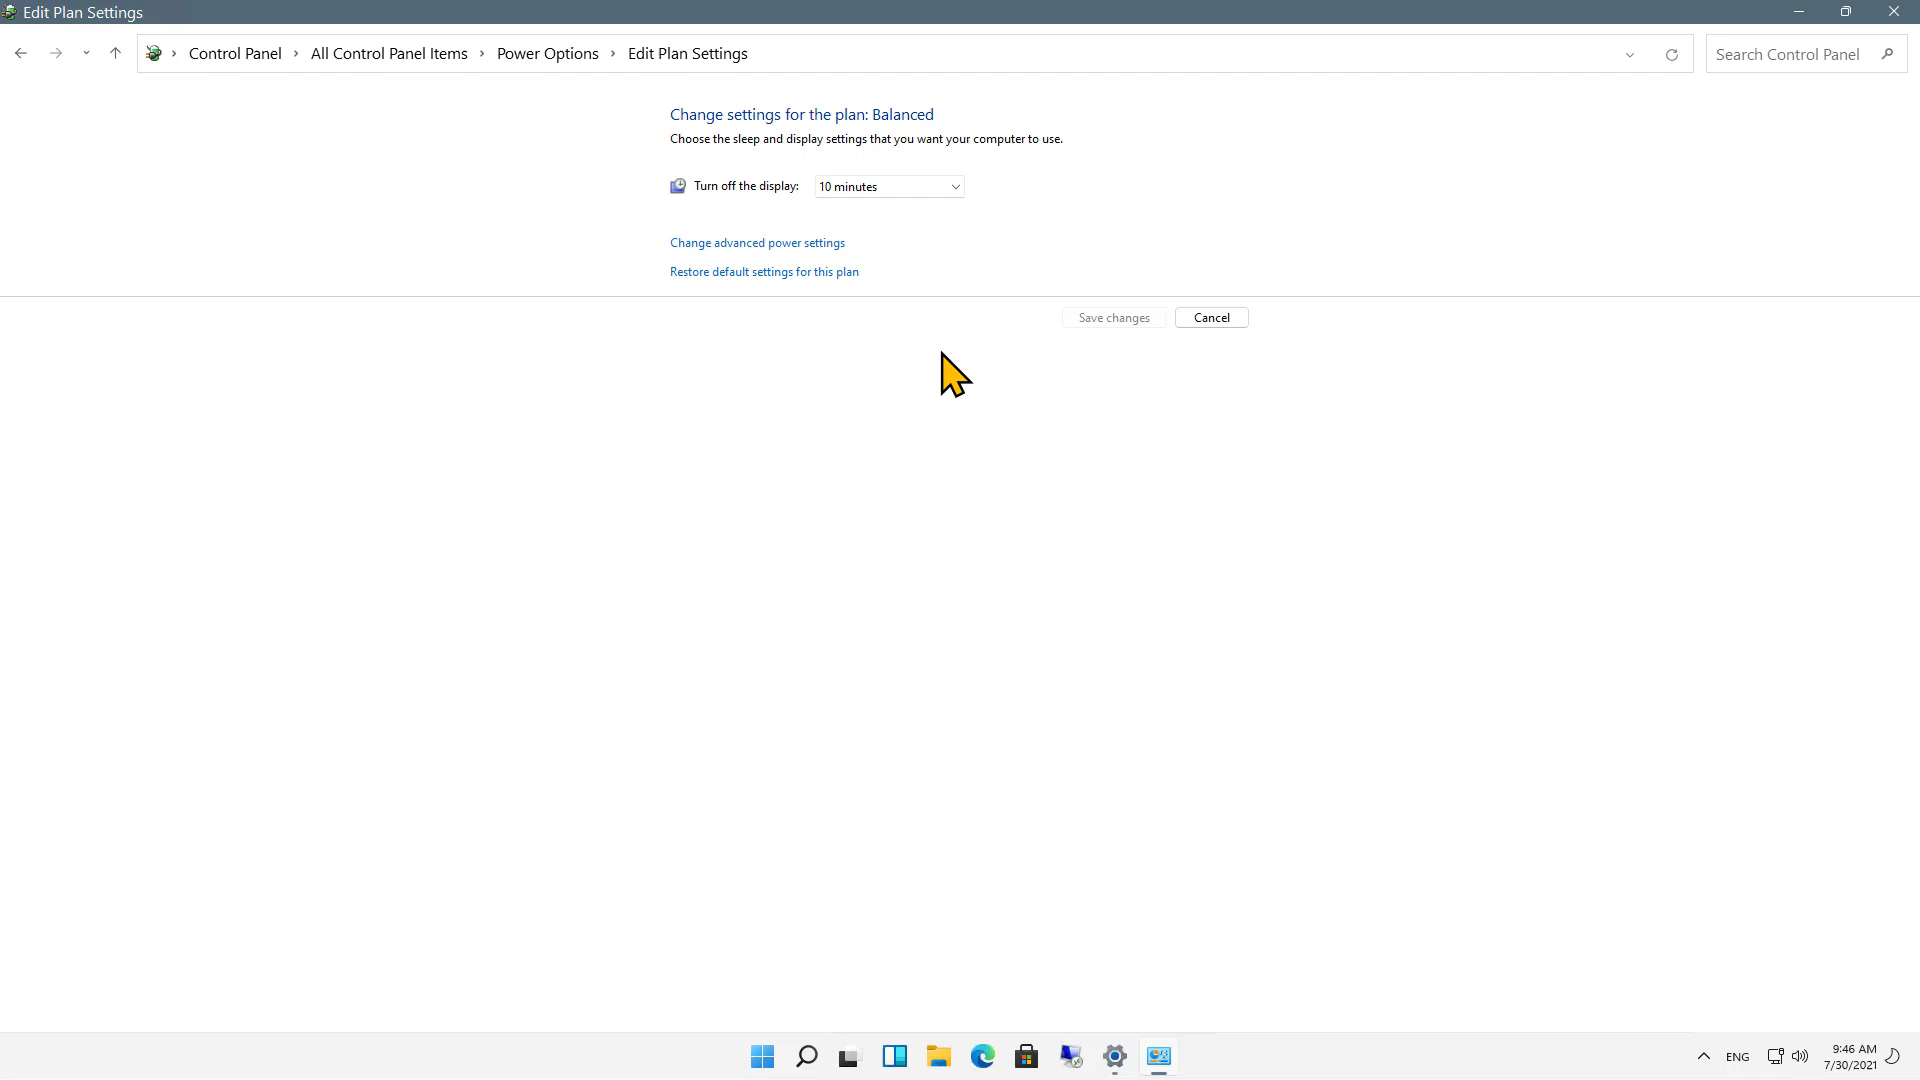 Edit Plan Settings
Control Panel › All Control Panel Items › Power Options › Edit Plan Settings
Search Control Panel
Change settings for the plan: Balanced
Choose the sleep and display settings that you want your computer to use.
Turn off the display: 10 minutes
Change advanced power settings
Restore default settings for this plan
Save changes Cancel
ENG
9:46 AM
7/30/2021